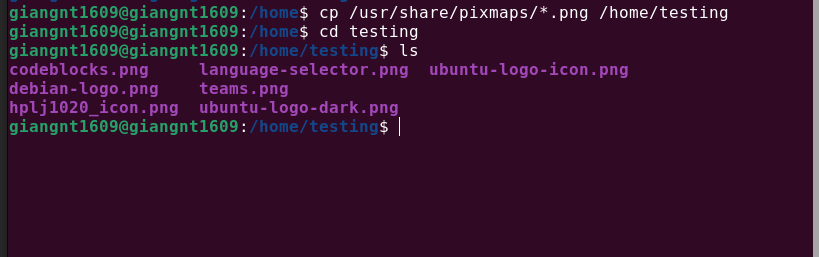 giangnt1609@giangnt1609:/home$ cp /usr/share/pixmaps/*.png /home/testing
giangnt1609@giangnt1609:/home$ cd testing
giangnt1609@giangnt1609:/home/testing$ ls
codeblocks.png     language-selector.png  ubuntu-logo-icon.png
debian-logo.png    teams.png
hplj1020_icon.png  ubuntu-logo-dark.png
giangnt1609@giangnt1609:/home/testing$